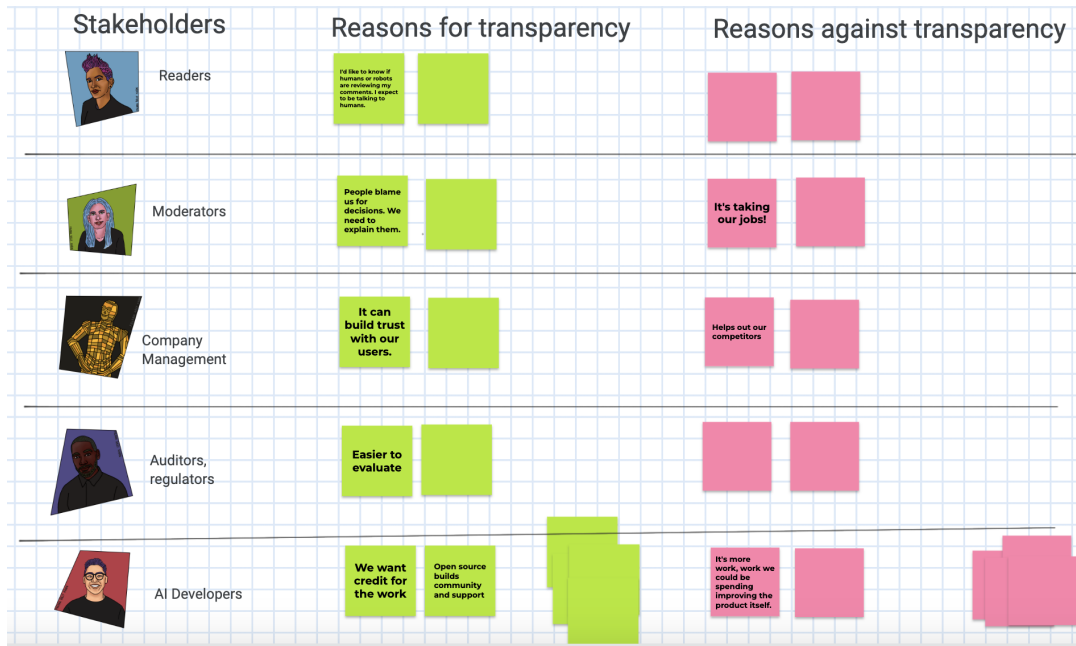 Stakeholders
Reasons for transparency
Reasons against transparency
Readers
I'd like to know if
humans or robots
are reviewing my
comments. I expect
to be talking to
humans.
Moderators
People blame
us for
decisions. We
need to
explain them.
It's taking
our jobs!
Company
Management
It can
build trust
with our
users.
Helps out our
competitors
Auditors,
regulators
Easier to
evaluate
AI Developers
We want
credit for
the work
Open source
builds
community
and support
It's more
work, work we
could be
spending
improving the
product itself.